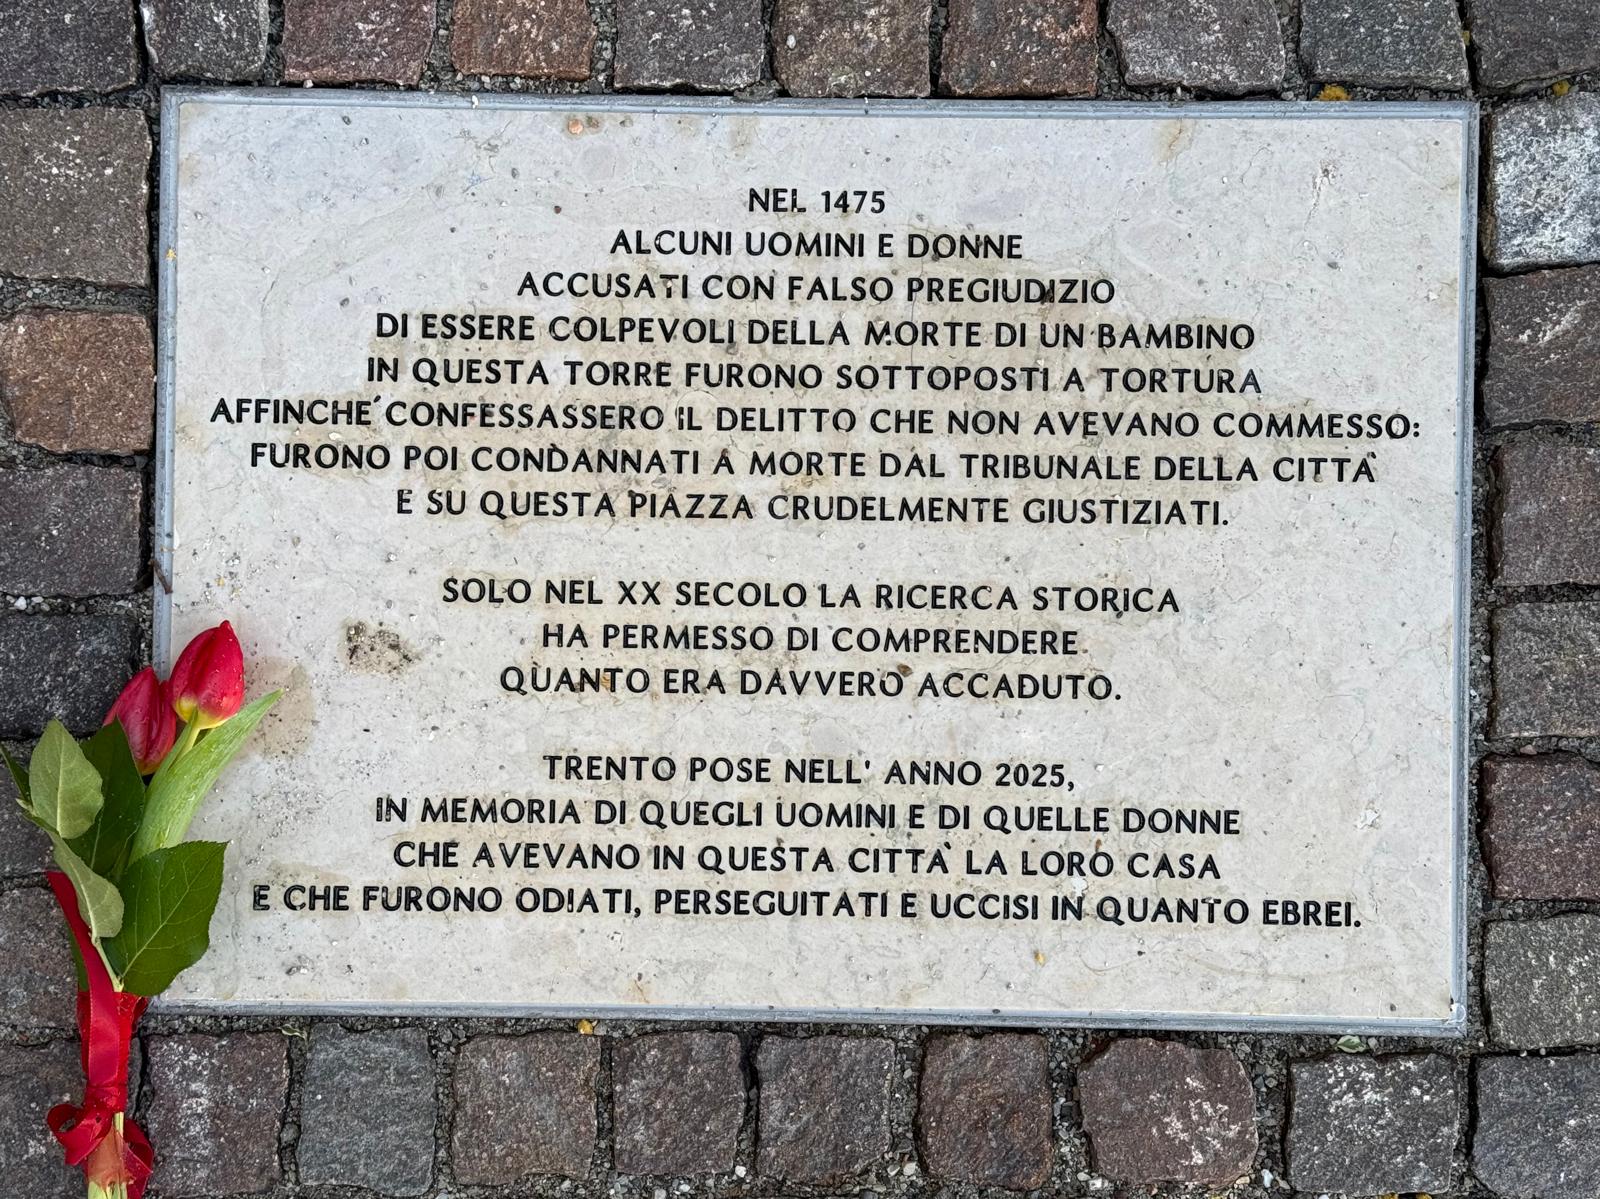 NEL 1475
ALCUNI UOMINI E DONNE
ACCUSATI CON FALSO PREGIUDIZIO
DI ESSERE COLPEVOLI DELLA MORTE DI UN BAMBINO
IN QUESTA TORRE FURONO SOTTOPOSTI A TORTURA
AFFINCHE´ CONFESSASSERO IL DELITTO CHE NON AVEVANO COMMESSO:
FURONO POI CONDANNATI A MORTE DAL TRIBUNALE DELLA CITTA`
E SU QUESTA PIAZZA CRUDELMENTE GIUSTIZIATI.
SOLO NEL XX SECOLO LA RICERCA STORICA
HA PERMESSO DI COMPRENDERE
QUANTO ERA DAVVERO ACCADUTO.
TRENTO POSE NELL' ANNO 2025,
IN MEMORIA DI QUEGLI UOMINI E DI QUELLE DONNE
CHE AVEVANO IN QUESTA CITTA` LA LORO CASA
E CHE FURONO ODIATI, PERSEGUITATI E UCCISI IN QUANTO EBREI.